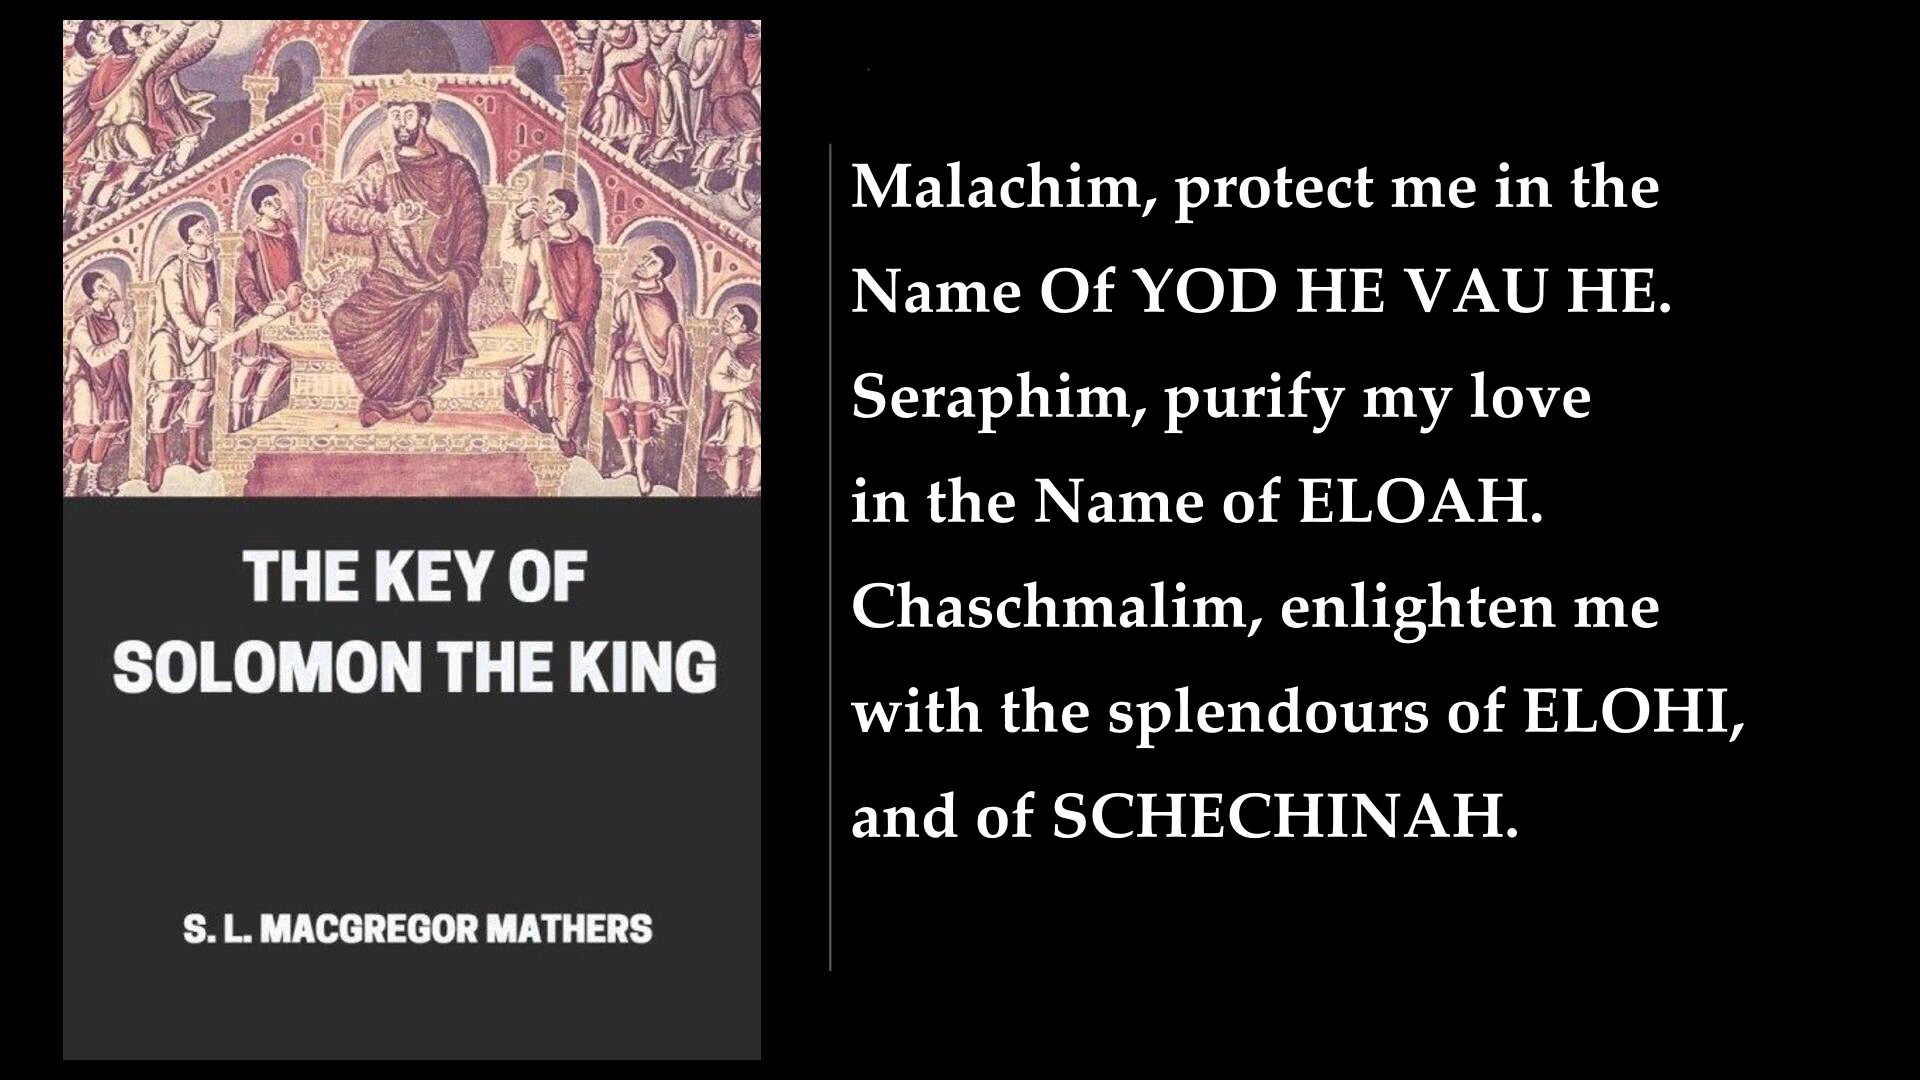 THE KEY OF
SOLOMON THE KING
S. L. MACGREGOR MATHERS
Malachim, protect me in the
Name Of YOD HE VAU HE.
Seraphim, purify my love
in the Name of ELOAH.
Chaschmalim, enlighten me
with the splendours of ELOHI,
and of SCHECHINAH.